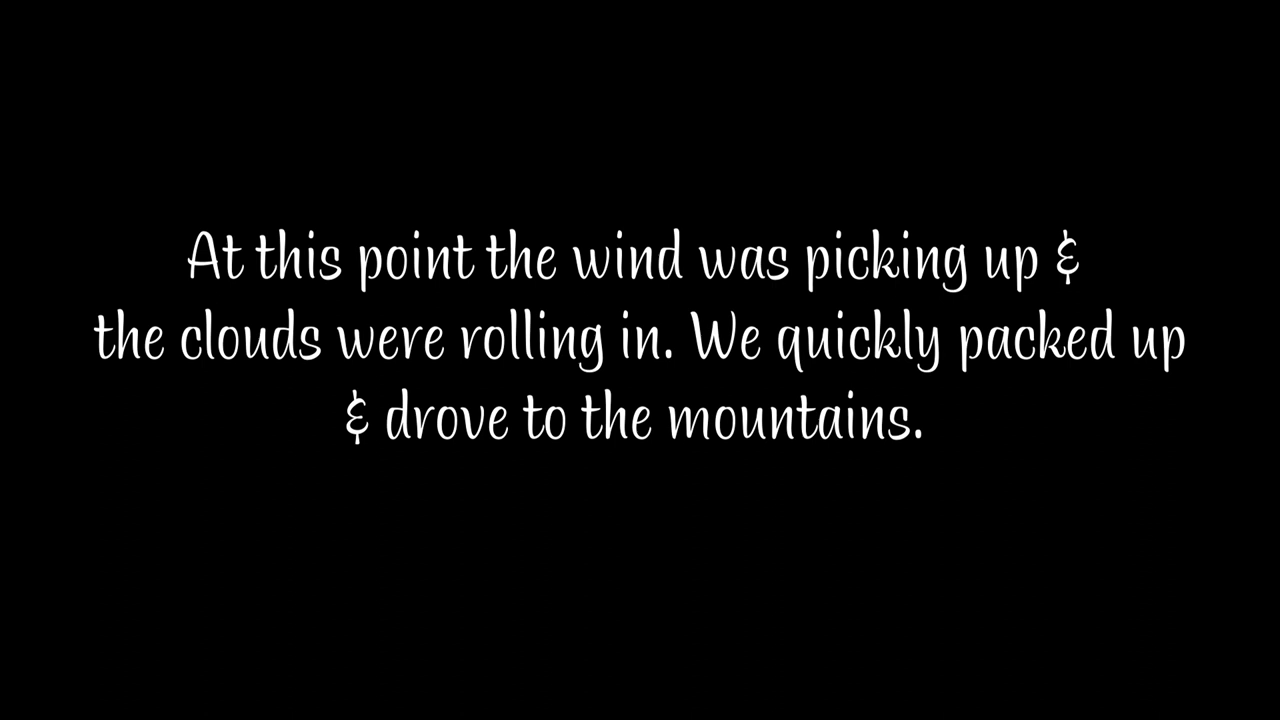 At this point the wind was picking up &
the clouds were rolling in. We quickly packed up
& drove to the mountains.